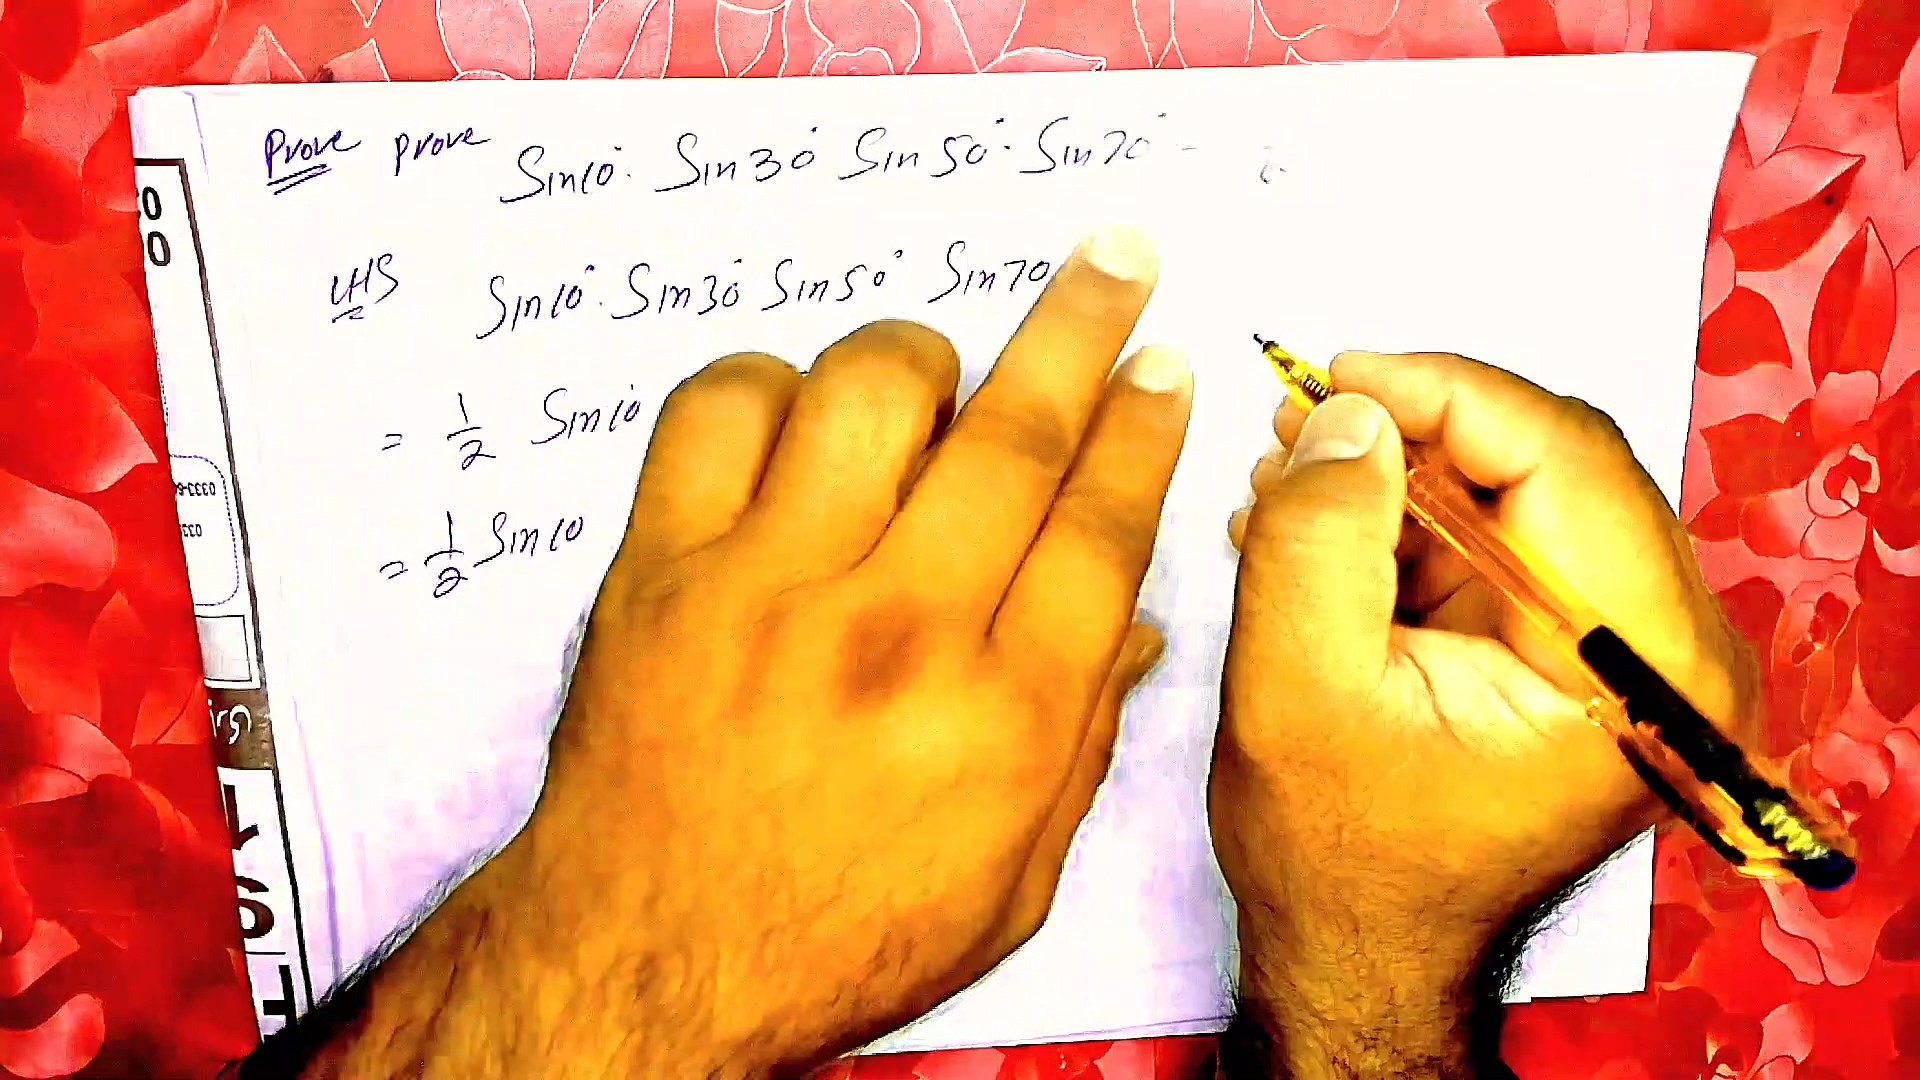 Prove prove Sin10°. Sin30° Sin50°. Sin70° =
LHS Sin10°. Sin30° Sin50° Sin70
= 1/2 Sin10
= 1/2 Sin10